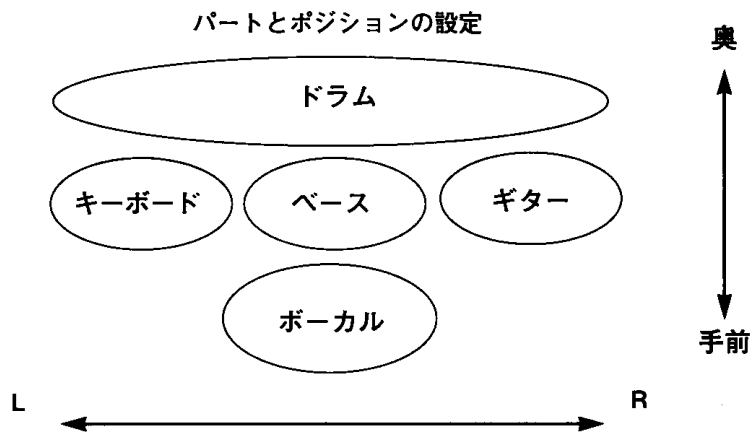 パートとポジションの設定
奥
ドラム
キーボード
ベース
ギター
ボーカル
手前
L
R